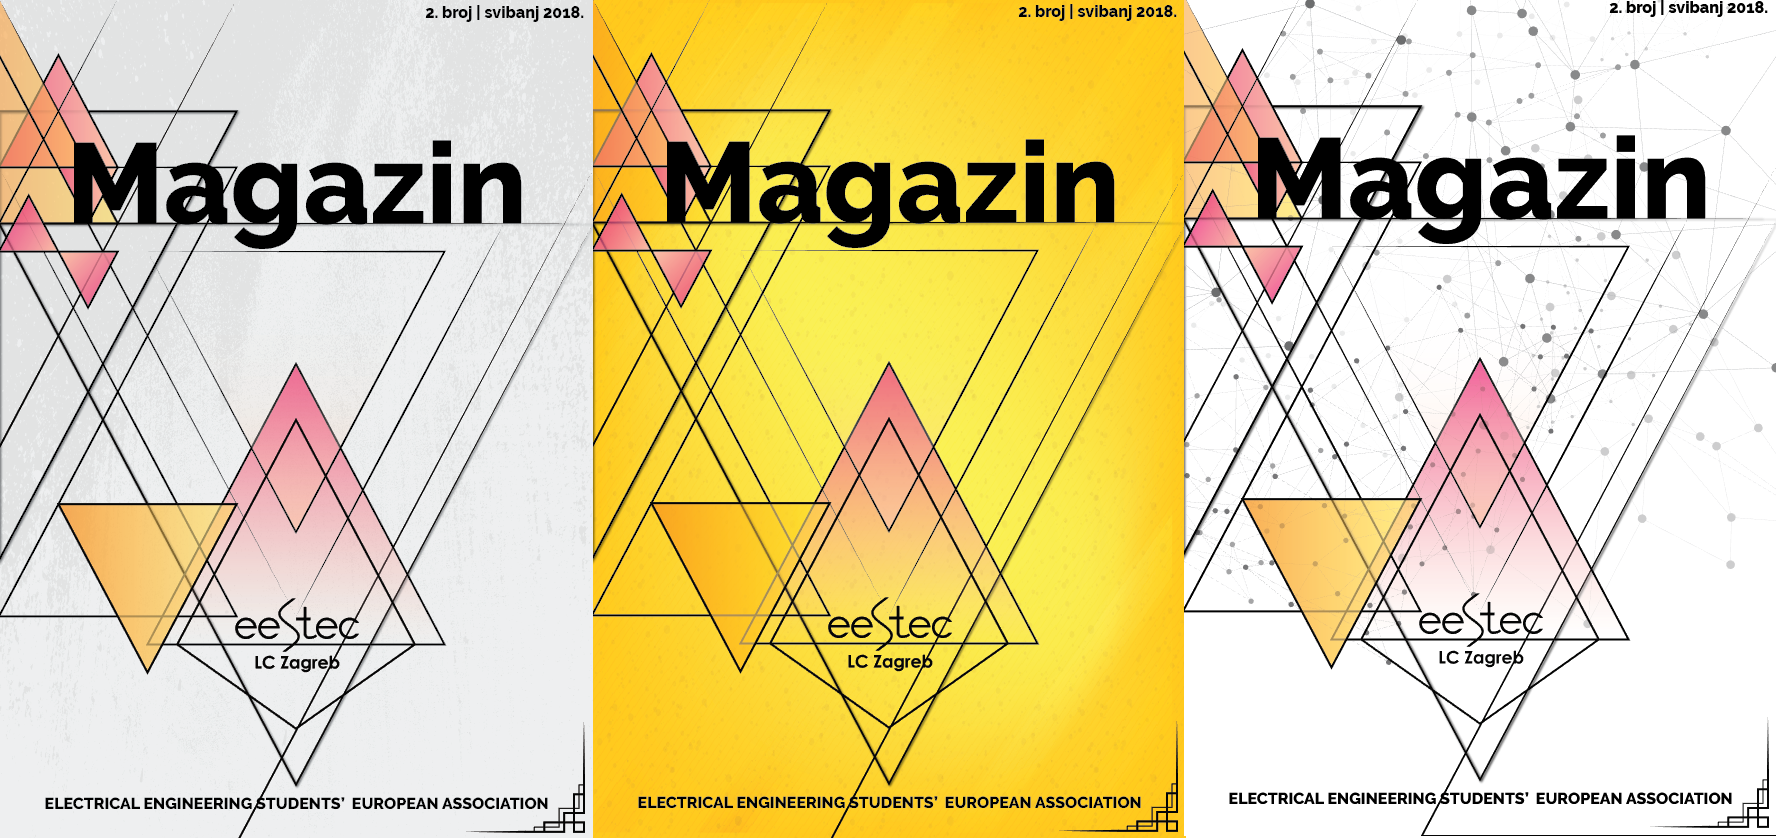 2. broj | svibanj 2018.
Magazin
eeStec
LC Zagreb
ELECTRICAL ENGINEERING STUDENTS’ EUROPEAN ASSOCIATION
2. broj | svibanj 2018.
Magazin
eeStec
LC Zagreb
ELECTRICAL ENGINEERING STUDENTS’ EUROPEAN ASSOCIATION
2. broj | svibanj 2018.
Magazin
eeStec
LC Zagreb
ELECTRICAL ENGINEERING STUDENTS’ EUROPEAN ASSOCIATION